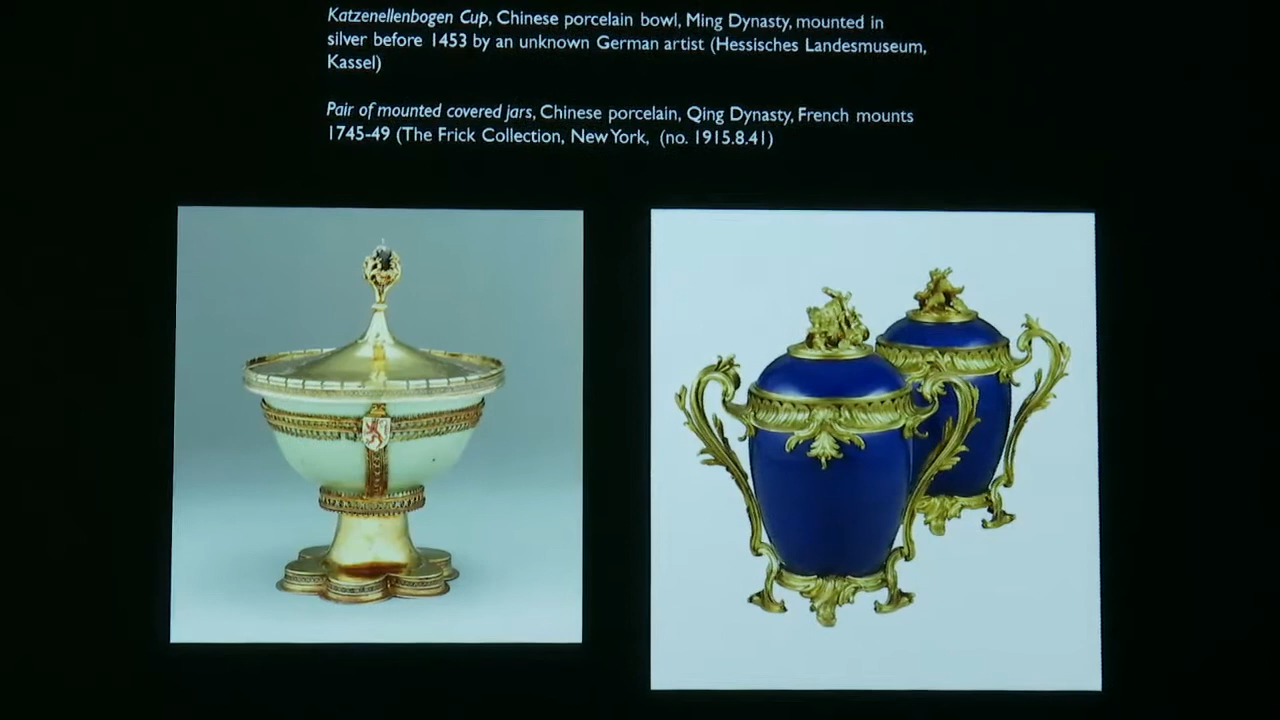 Katzenellenbogen Cup, Chinese porcelain bowl, Ming Dynasty, mounted in
silver before 1453 by an unknown German artist (Hessisches Landesmuseum,
Kassel)
Pair of mounted covered jars, Chinese porcelain, Qing Dynasty, French mounts
1745-49 (The Frick Collection, New York, (no. 1915.8.41)